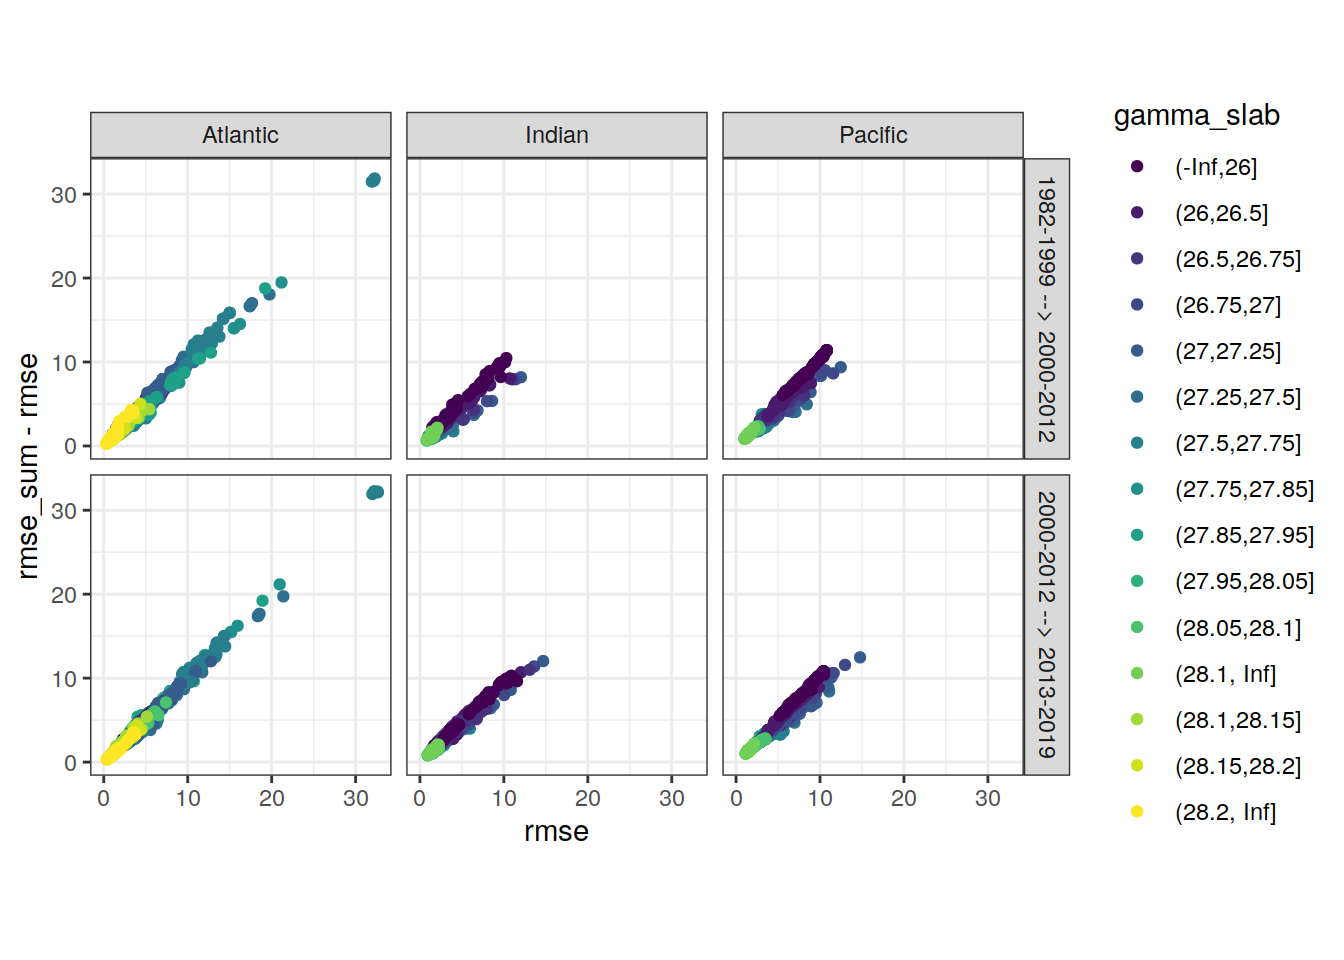 Atlantic
Indian
Pacific
1982-1999 --> 2000-2012
2000-2012 --> 2013-2019
30
20
10
0
30
20
10
0
rmse_sum - rmse
0 10 20 30
0 10 20 30
0 10 20 30
rmse
gamma_slab
(-Inf,26]
(26,26.5]
(26.5,26.75]
(26.75,27]
(27,27.25]
(27.25,27.5]
(27.5,27.75]
(27.75,27.85]
(27.85,27.95]
(27.95,28.05]
(28.05,28.1]
(28.1, Inf]
(28.1,28.15]
(28.15,28.2]
(28.2, Inf]